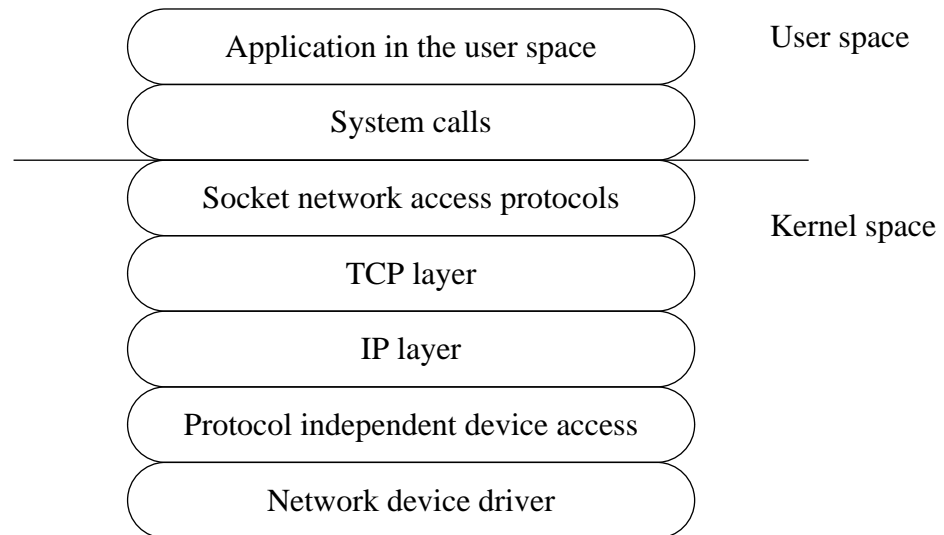 Application in the user space
User space
System calls
Socket network access protocols
Kernel space
TCP layer
IP layer
Protocol independent device access
Network device driver